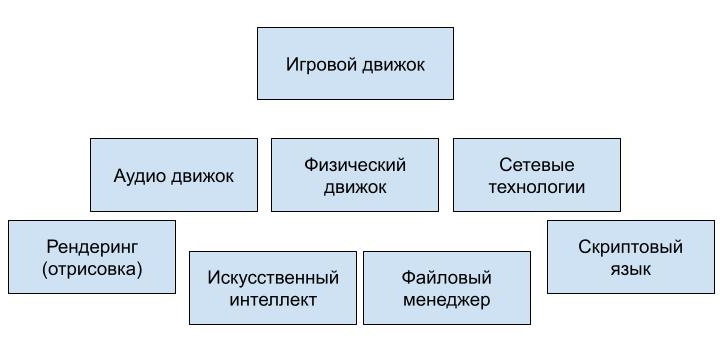 Игровой движок
Аудио движок
Физический
движок
Сетевые
технологии
Рендеринг
(отрисовка)
Искусственный
интеллект
Файловый
менеджер
Скриптовый
язык